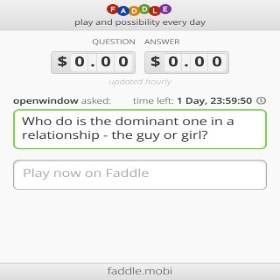 FADDLE
play and possibility every day
QUESTION ANSWER
$0.00 $0.00
updated hourly
openwindow asked: time left: 1 Day, 23:59:50
Who do is the dominant one in a
relationship - the guy or girl?
Play now on Faddle
faddle.mobi